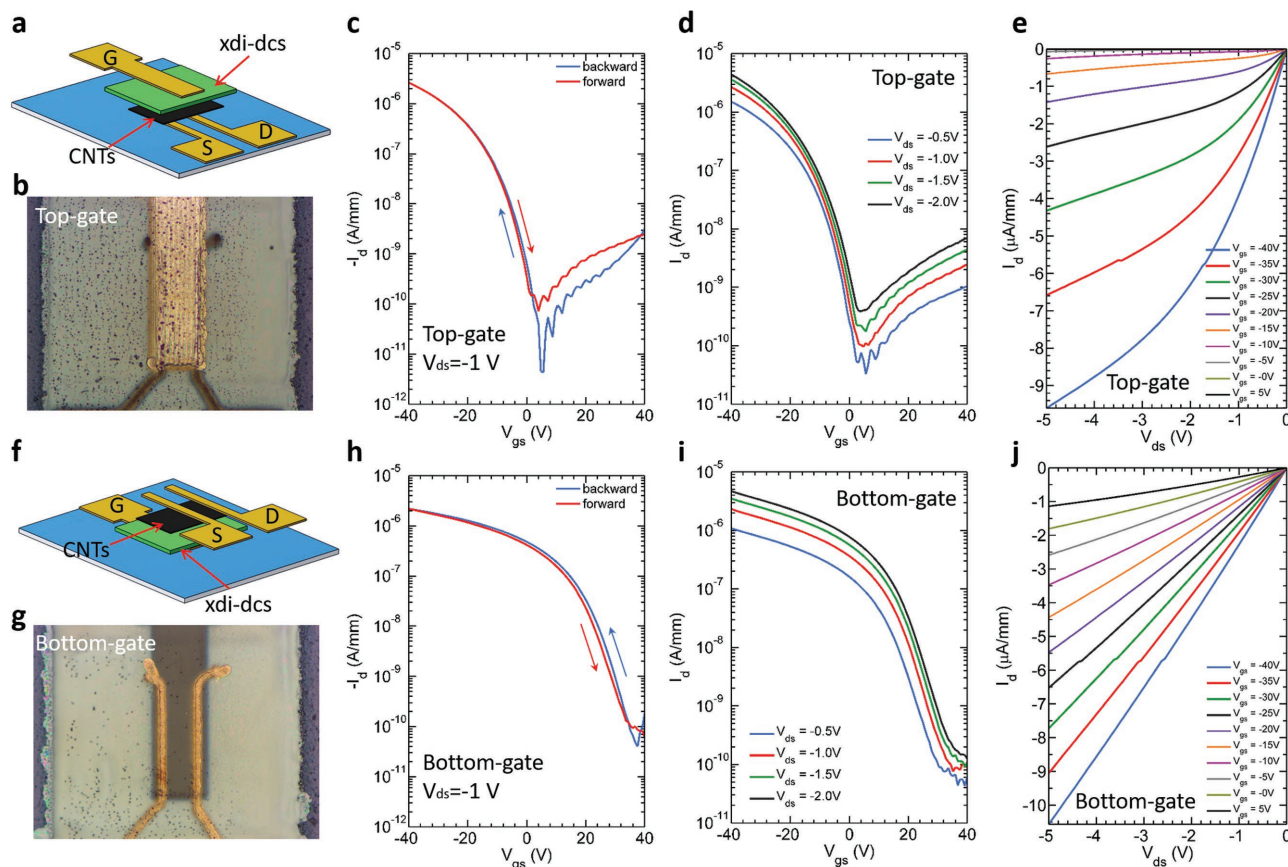 a
G
xdi-dcs
CNTs
S
D
b
Top-gate
c
10⁻⁵
10⁻⁶
10⁻⁷
10⁻⁸
10⁻⁹
10⁻¹⁰
10⁻¹¹
10⁻¹²
-I_d (A/mm)
backward
forward
Top-gate
V_ds=-1 V
-40 -20 0 20 40
V_gs (V)
d
10⁻⁵
10⁻⁶
10⁻⁷
10⁻⁸
10⁻⁹
10⁻¹⁰
10⁻¹¹
I_d (A/mm)
Top-gate
V_ds = -0.5V
V_ds = -1.0V
V_ds = -1.5V
V_ds = -2.0V
-40 -20 0 20 40
V_gs (V)
e
0
-1
-2
-3
-4
-5
-6
-7
-8
-9
I_d (μA/mm)
V_gs = -40V
V_gs = -35V
V_gs = -30V
V_gs = -25V
V_gs = -20V
V_gs = -15V
V_gs = -10V
V_gs = -5V
V_gs = -0V
V_gs = 5V
Top-gate
-5 -4 -3 -2 -1 0
V_ds (V)
f
G
D
S
CNTs
xdi-dcs
g
Bottom-gate
h
10⁻⁵
10⁻⁶
10⁻⁷
10⁻⁸
10⁻⁹
10⁻¹⁰
10⁻¹¹
10⁻¹²
-I_d (A/mm)
backward
forward
Bottom-gate
V_ds=-1 V
-40 -20 0 20 40
V_gs (V)
i
10⁻⁵
10⁻⁶
10⁻⁷
10⁻⁸
10⁻⁹
10⁻¹⁰
10⁻¹¹
10⁻¹²
I_d (A/mm)
Bottom-gate
V_ds = -0.5V
V_ds = -1.0V
V_ds = -1.5V
V_ds = -2.0V
-40 -20 0 20 40
V_gs (V)
j
0
-1
-2
-3
-4
-5
-6
-7
-8
-9
-10
I_d (μA/mm)
V_gs = -40V
V_gs = -35V
V_gs = -30V
V_gs = -25V
V_gs = -20V
V_gs = -15V
V_gs = -10V
V_gs = -5V
V_gs = -0V
V_gs = 5V
Bottom-gate
-5 -4 -3 -2 -1 0
V_ds (V)